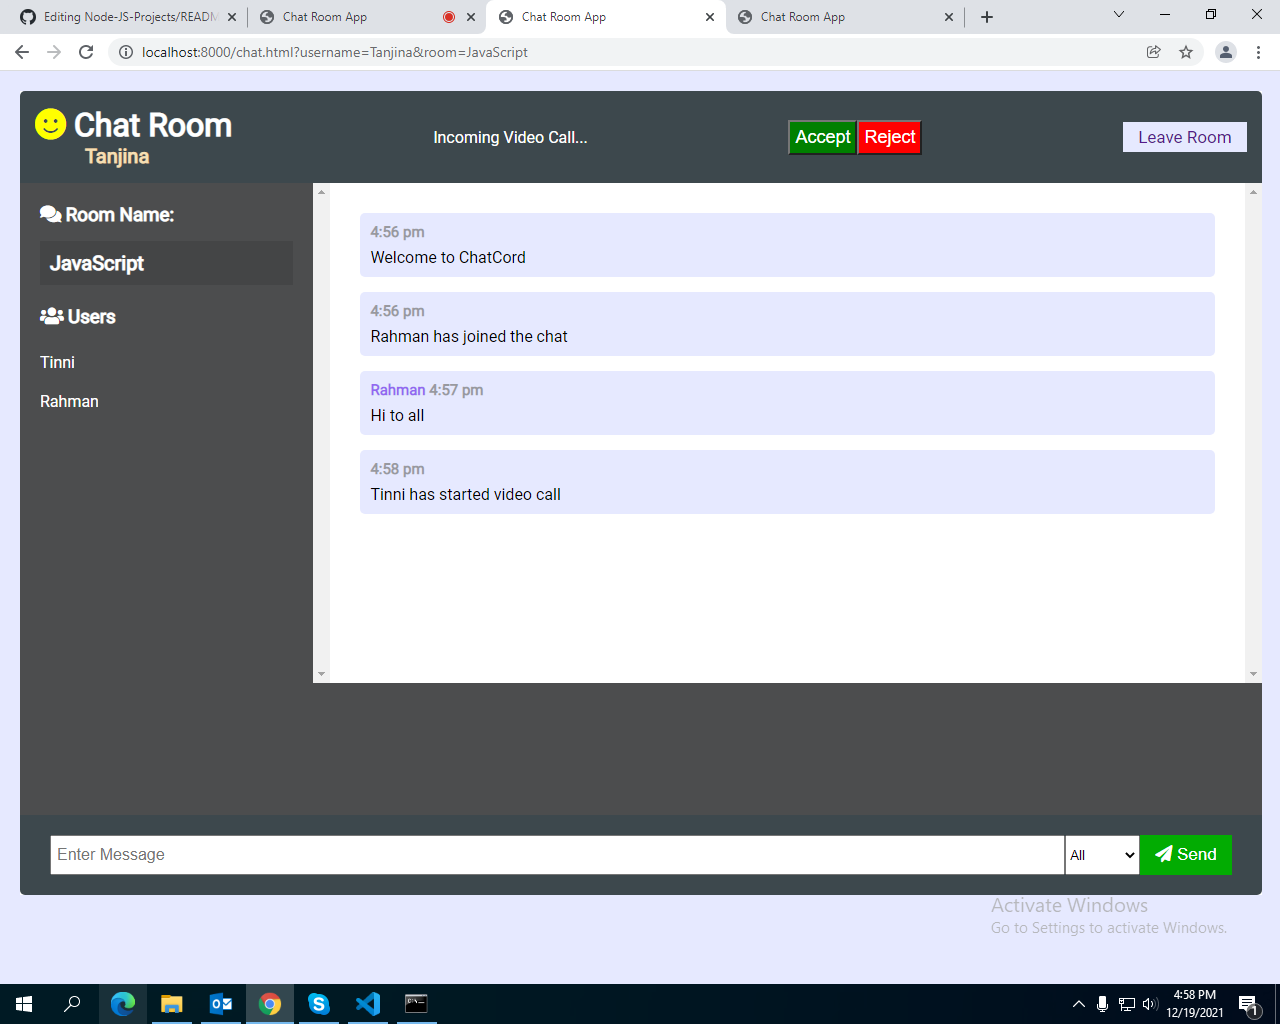 Editing Node-JS-Projects/READM
Chat Room App
Chat Room App
Chat Room App
localhost:8000/chat.html?username=Tanjina&room=JavaScript
Chat Room
Tanjina
Incoming Video Call...
Accept
Reject
Leave Room
Room Name:
JavaScript
Users
Tinni
Rahman
4:56 pm
Welcome to ChatCord
4:56 pm
Rahman has joined the chat
Rahman 4:57 pm
Hi to all
4:58 pm
Tinni has started video call
Enter Message
All
Send
Activate Windows
Go to Settings to activate Windows.
4:58 PM
12/19/2021
1